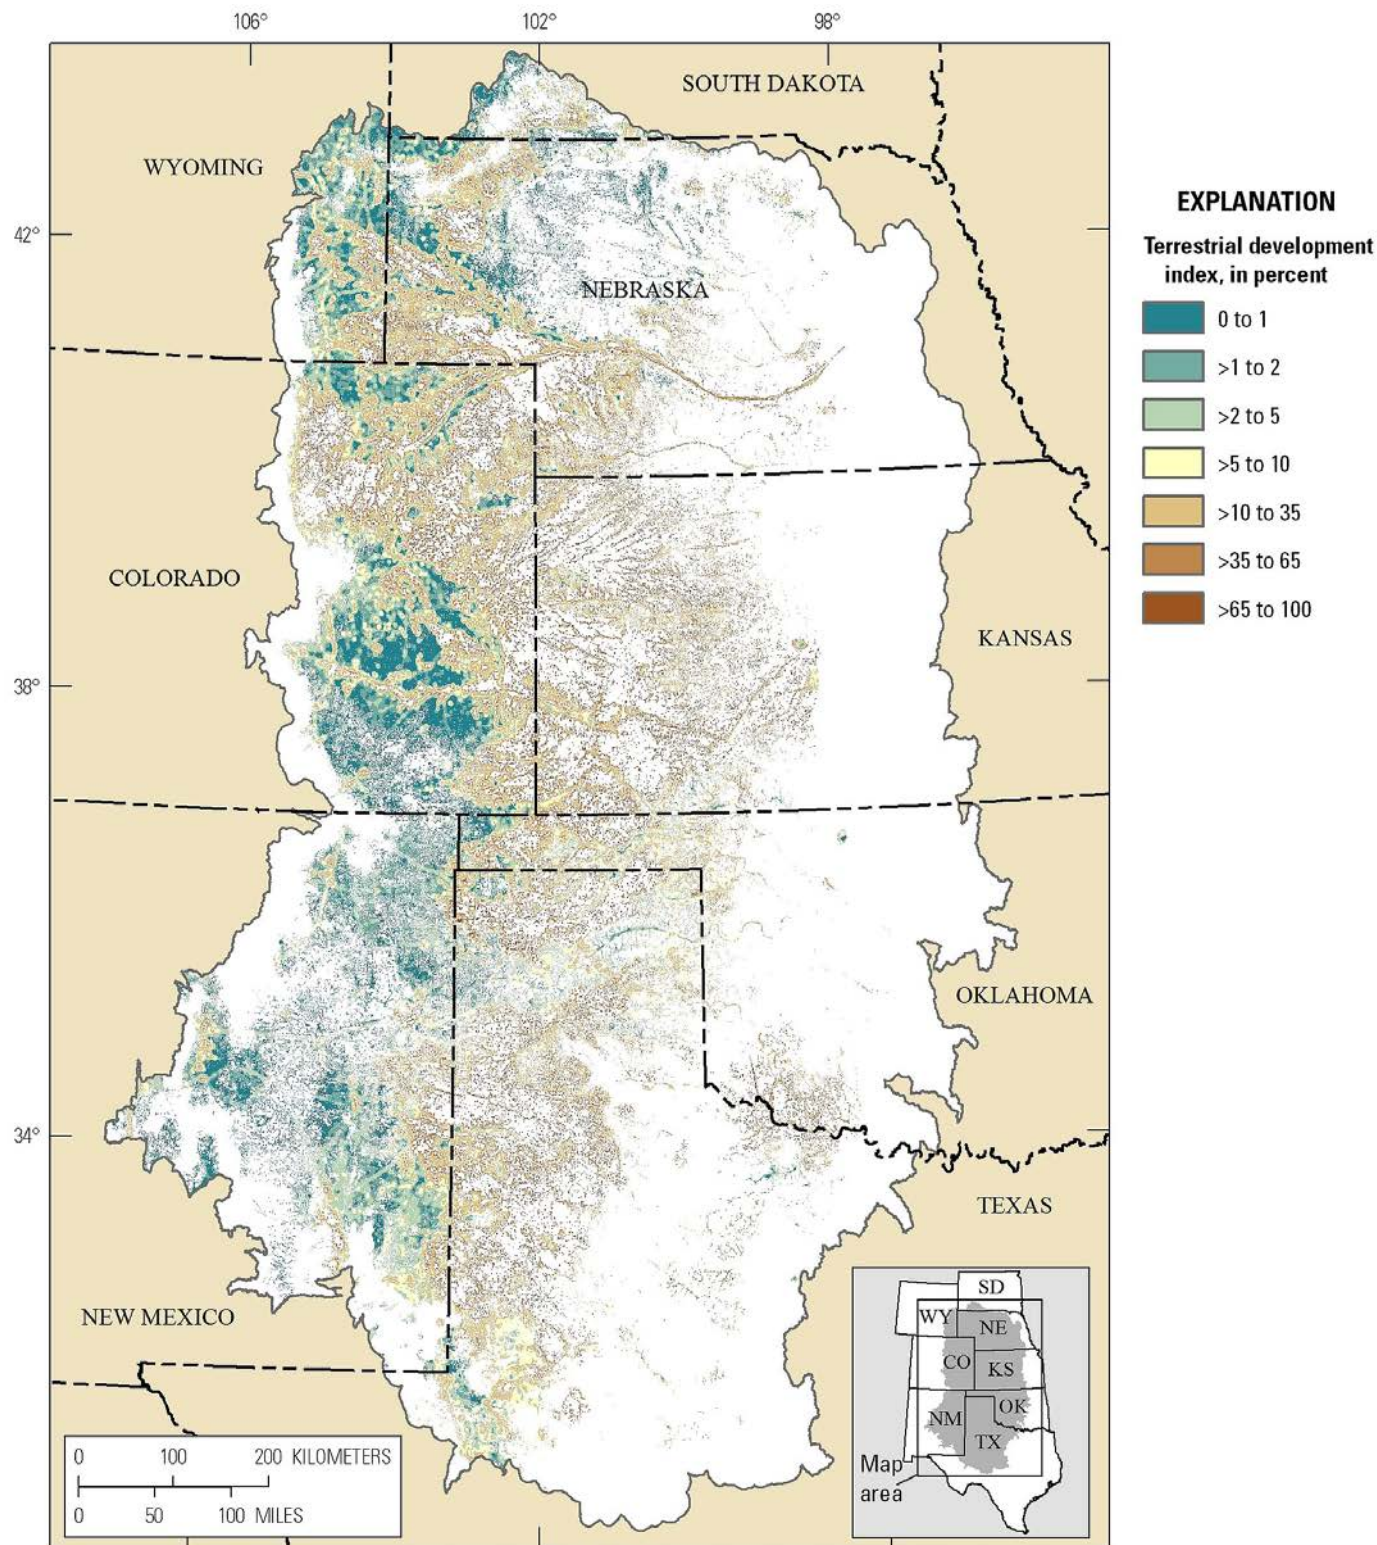 106°
102°
98°
SOUTH DAKOTA
WYOMING
42°
NEBRASKA
COLORADO
KANSAS
38°
OKLAHOMA
34°
TEXAS
NEW MEXICO
EXPLANATION
Terrestrial development
index, in percent
0 to 1
>1 to 2
>2 to 5
>5 to 10
>10 to 35
>35 to 65
>65 to 100
0 100 200 KILOMETERS
0 50 100 MILES
SD
WY
NE
CO
KS
NM
OK
TX
Map
area